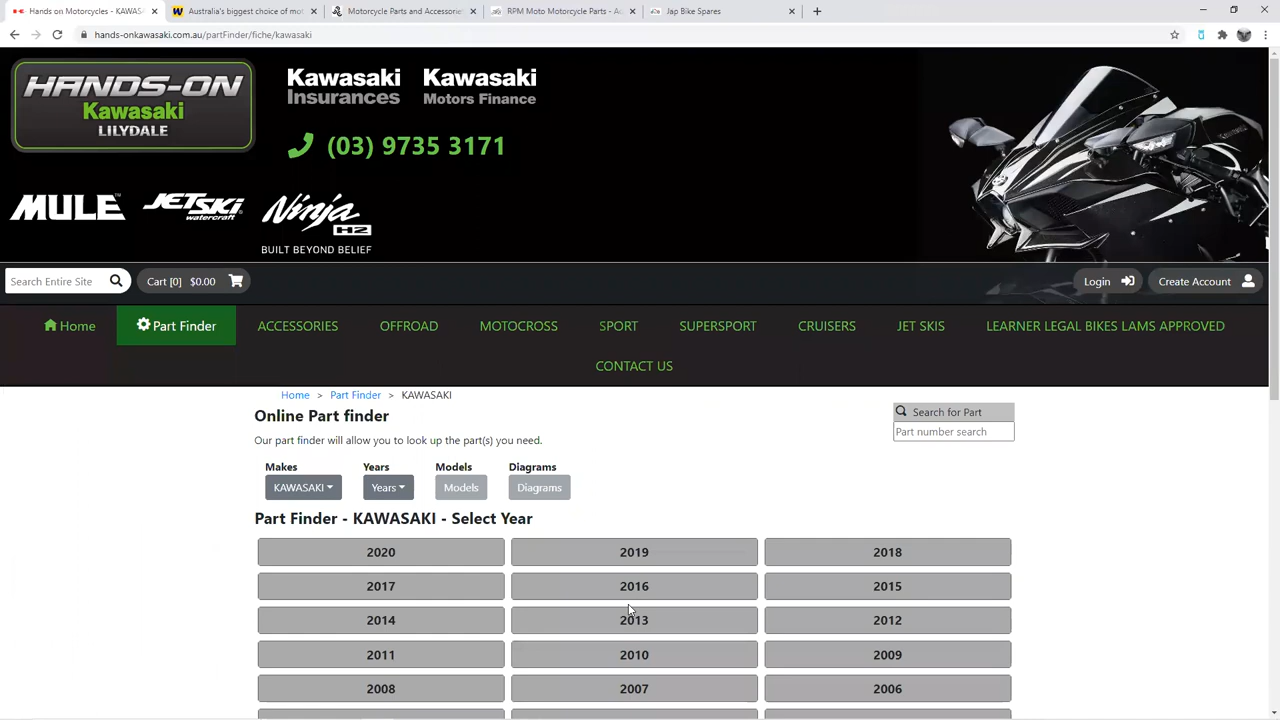 Hands on Motorcycles - KAWAS
Australia's biggest choice of mot
Motorcycle Parts and Accessories
RPM Moto Motorcycle Parts - Au
Jap Bike Spares
hands-onkawasaki.com.au/partFinder/fiche/kawasaki
HANDS-ON
Kawasaki
LILYDALE
Kawasaki Insurances
Kawasaki Motors Finance
(03) 9735 3171
MULE™
JETSKI watercraft
Ninja H2
BUILT BEYOND BELIEF
Search Entire Site
Cart [0] $0.00
Login
Create Account
Home
Part Finder
ACCESSORIES
OFFROAD
MOTOCROSS
SPORT
SUPERSPORT
CRUISERS
JET SKIS
LEARNER LEGAL BIKES LAMS APPROVED
CONTACT US
Home > Part Finder > KAWASAKI
Online Part finder
Search for Part
Part number search
Our part finder will allow you to look up the part(s) you need.
Makes Years Models Diagrams
KAWASAKI Years Models Diagrams
Part Finder - KAWASAKI - Select Year
2020 2019 2018
2017 2016 2015
2014 2013 2012
2011 2010 2009
2008 2007 2006